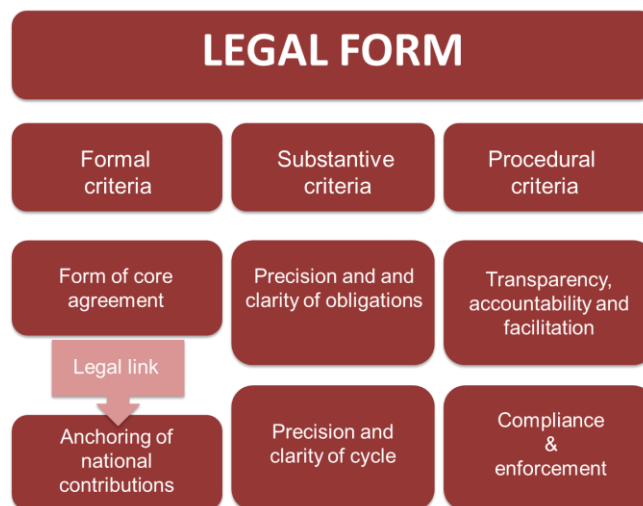 LEGAL FORM
Formal
criteria
Substantive
criteria
Procedural
criteria
Form of core
agreement
Precision and and
clarity of obligations
Transparency,
accountability and
facilitation
Legal link
Anchoring of
national
contributions
Precision and
clarity of cycle
Compliance
&
enforcement